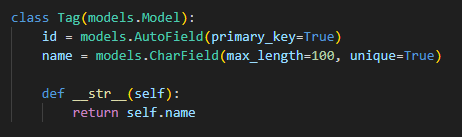 class Tag(models.Model):
    id = models.AutoField(primary_key=True)
    name = models.CharField(max_length=100, unique=True)

    def __str__(self):
        return self.name